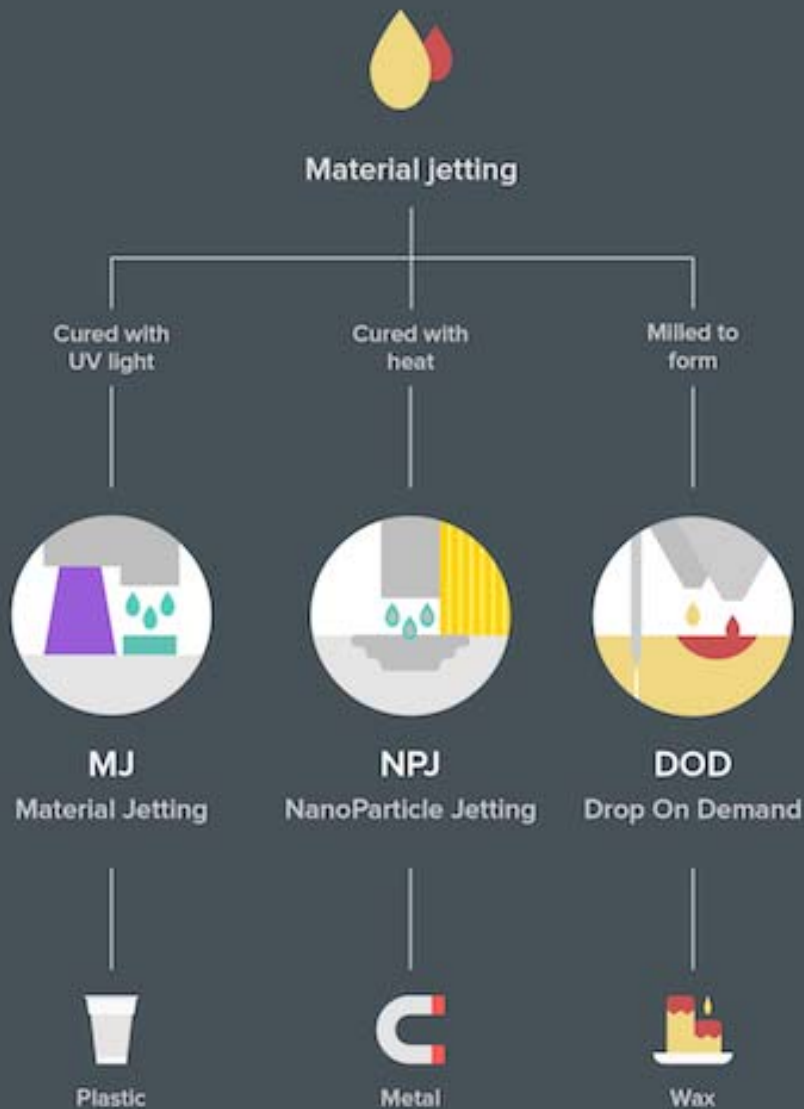 Material jetting
Cured with
UV light
Cured with
heat
Milled to
form
MJ
Material Jetting
NPJ
NanoParticle Jetting
DOD
Drop On Demand
Plastic
Metal
Wax